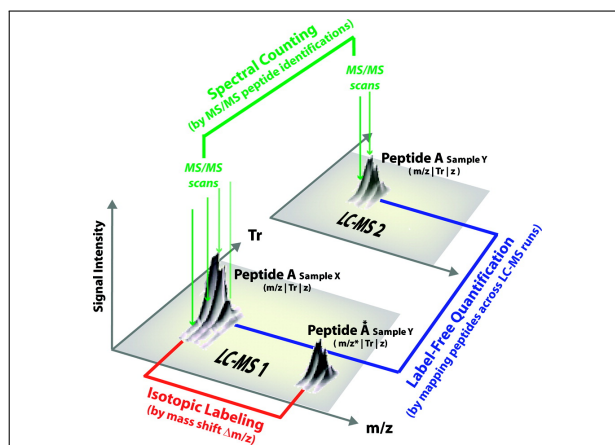 Spectral Counting
(by MS/MS peptide identifications)
MS/MS
scans
Peptide A Sample Y
( m/z | Tr | z )
LC-MS 2
MS/MS
scans
Signal Intensity
Tr
Peptide A Sample X
(m/z | Tr | z)
Peptide Å Sample Y
(m/z* | Tr | z)
LC-MS 1
Label-Free Quantification
(by mapping peptides across LC-MS runs)
Isotopic Labeling
(by mass shift Δm/z)
m/z